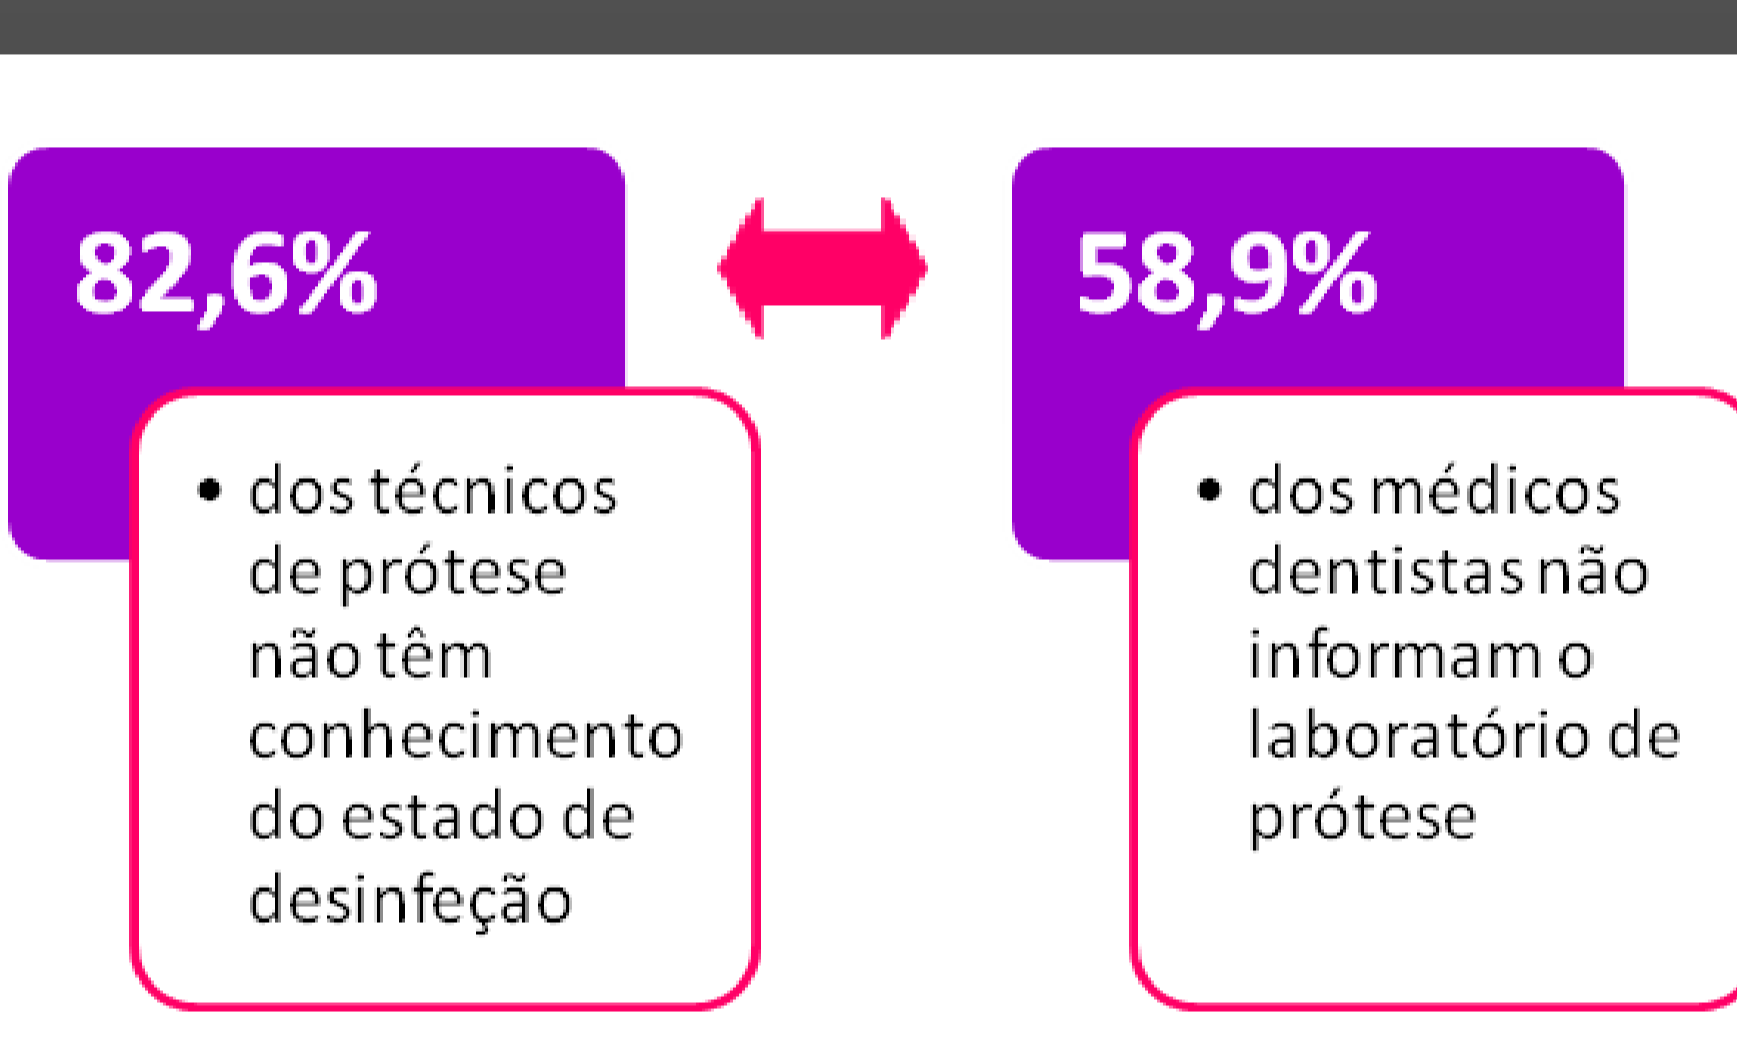 82,6%
• dos técnicos
de prótese
não têm
conhecimento
do estado de
desinfeção
58,9%
• dos médicos
dentistas não
informam o
laboratório de
prótese